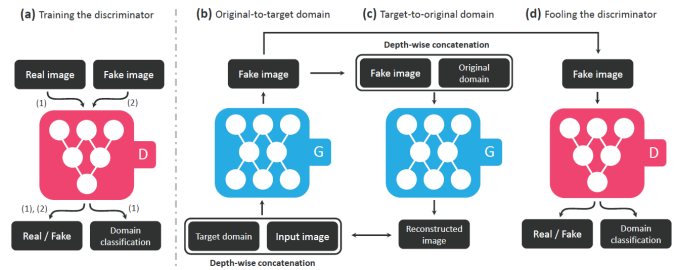 (a) Training the discriminator
(b) Original-to-target domain
(c) Target-to-original domain
(d) Fooling the discriminator
Real image
Fake image
(1)
(2)
D
(1), (2)
(1)
Real / Fake
Domain
classification
Fake image
G
Target domain
Input image
Depth-wise concatenation
Depth-wise concatenation
Fake image
Original
domain
G
Reconstructed
image
Fake image
D
Real / Fake
Domain
classification